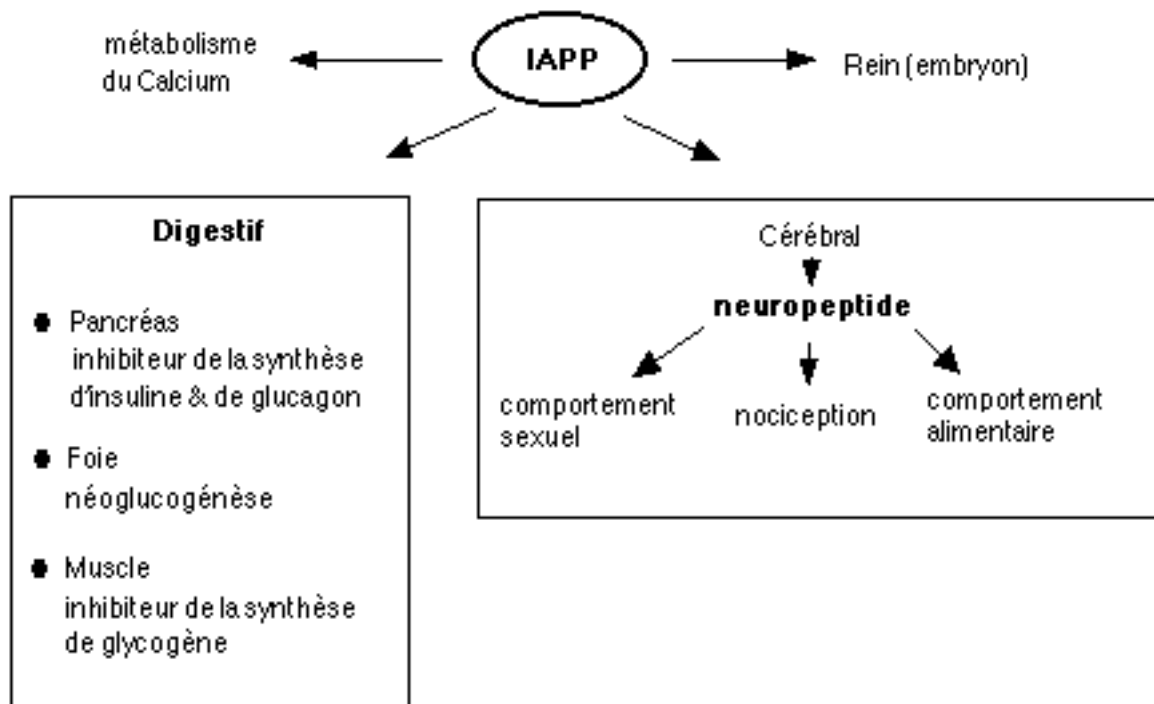 métabolisme
du Calcium
IAPP
Rein (embryon)
Digestif
● Pancréas
inhibiteur de la synthèse
d'insuline & de glucagon
● Foie
néoglucogénèse
● Muscle
inhibiteur de la synthèse
de glycogène
Cérébral
neuropeptide
comportement
sexuel
nociception
comportement
alimentaire